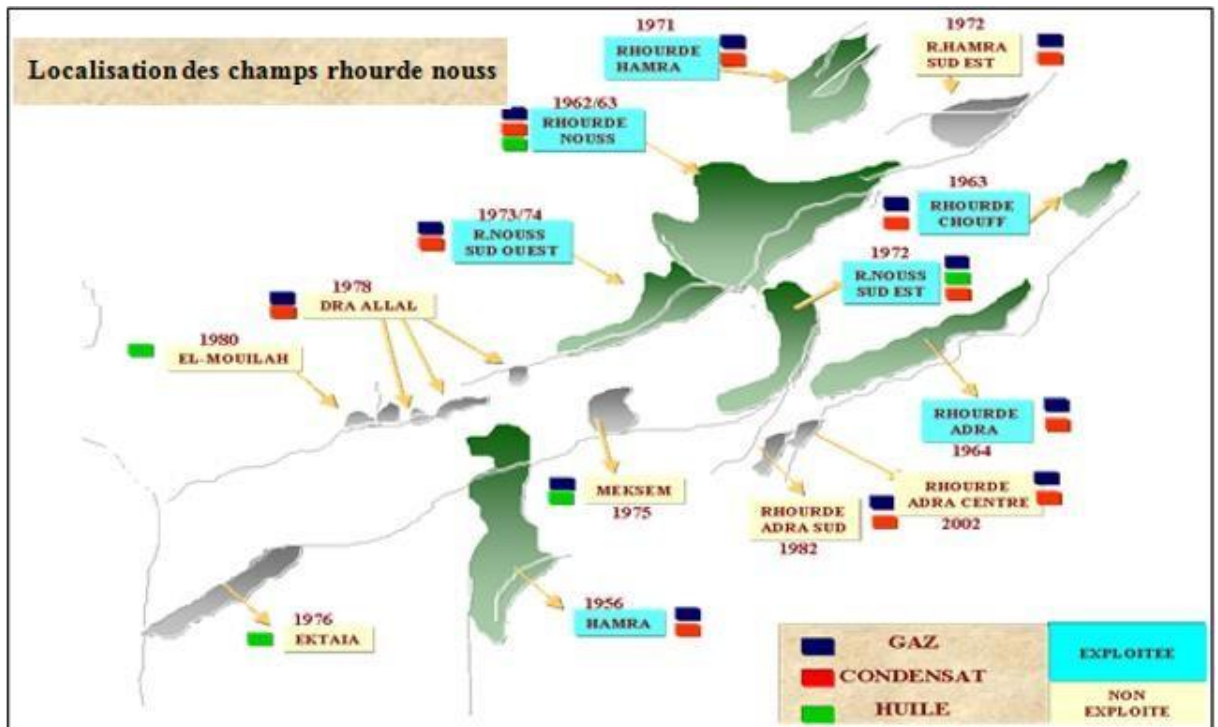 Localisation des champs rhourde nouss
1971
RHOURDE
HAMRA
1972
R.HAMRA
SUD EST
1962/63
RHOURDE
NOUSS
1963
RHOURDE
CHOUFF
1973/74
R.NOUSS
SUD OUEST
1972
R.NOUSS
SUD EST
1978
DRA ALLAL
1980
EL-MOUILAH
RHOURDE
ADRA
1964
MEKSEM
1975
RHOURDE
ADRA SUD
1982
RHOURDE
ADRA CENTRE
2002
1976
EKTAIA
1956
HAMRA
GAZ
CONDENSAT
HUILE
EXPLOITEE
NON
EXPLOITE